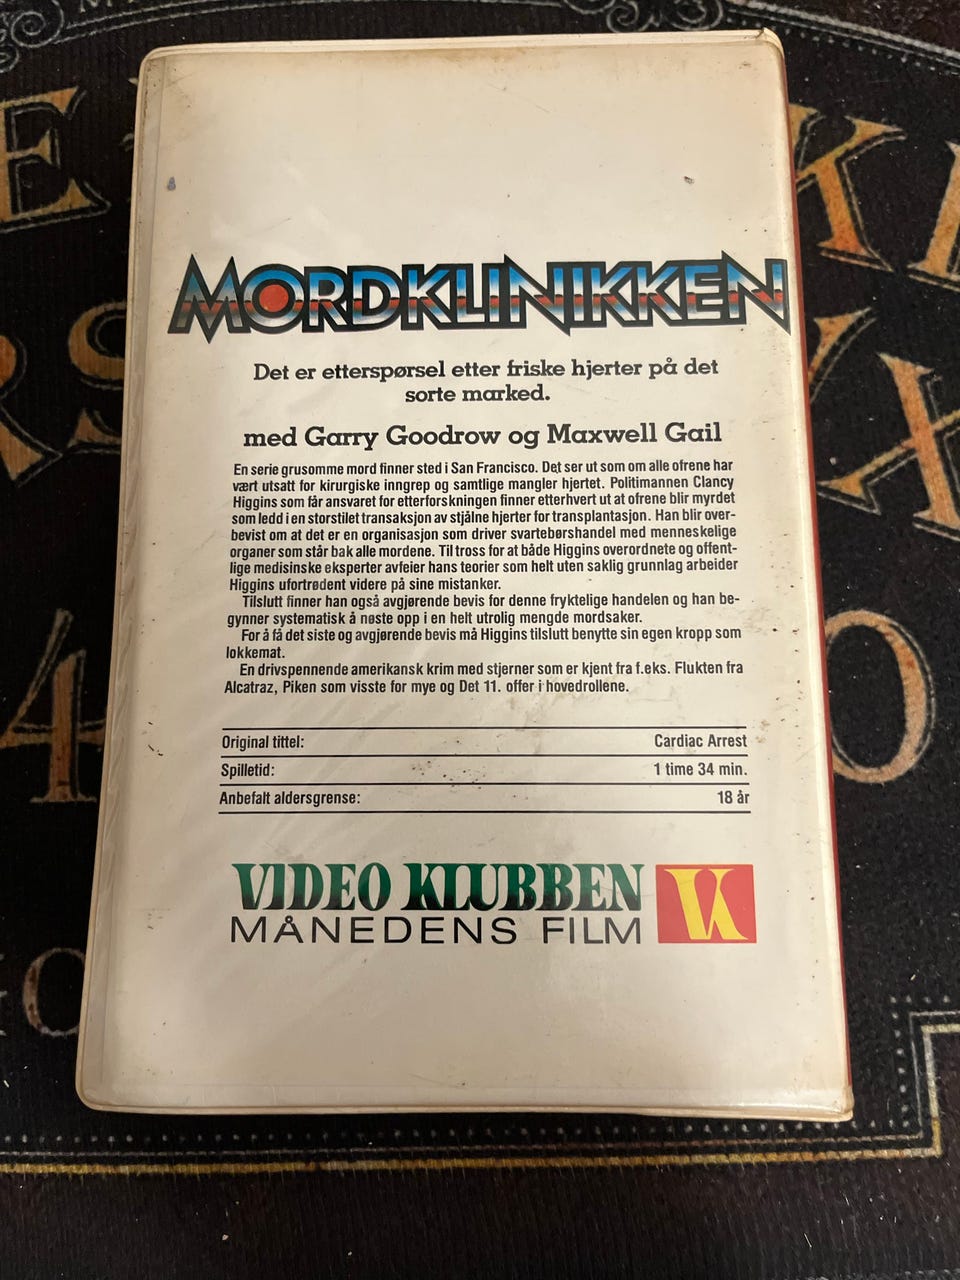 MORDKLINIKKEN
Det er etterspørsel etter friske hjerter på det
sorte marked.
med Garry Goodrow og Maxwell Gail
En serie grusomme mord finner sted i San Francisco. Det ser ut som om alle ofrene har
vært utsatt for kirurgiske inngrep og samtlige mangler hjertet. Politimannen Clancy
Higgins som får ansvaret for etterforskningen finner etterhvert ut at ofrene blir myrdet
som ledd i en storstilet transaksjon av stjålne hjerter for transplantasjon. Han blir over-
bevist om at det er en organisasjon som driver svartebørshandel med menneskelige
organer som står bak alle mordene. Til tross for at både Higgins overordnete og offent-
lige medisinske eksperter avfeier hans teorier som helt uten saklig grunnlag arbeider
Higgins ufortrødent videre på sine mistanker.
Tilslutt finner han også avgjørende bevis for denne fryktelige handelen og han be-
gynner systematisk å nøste opp i en helt utrolig mengde mordsaker.
For å få det siste og avgjørende bevis må Higgins tilslutt benytte sin egen kropp som
lokkemat.
En drivspennende amerikansk krim med stjerner som er kjent fra f.eks. Flukten fra
Alcatraz, Piken som visste for mye og Det 11. offer i hovedrollene.
Original tittel: Cardiac Arrest
Spilletid: 1 time 34 min.
Anbefalt aldersgrense: 18 år
VIDEO KLUBBEN
MÅNEDENS FILM
VK